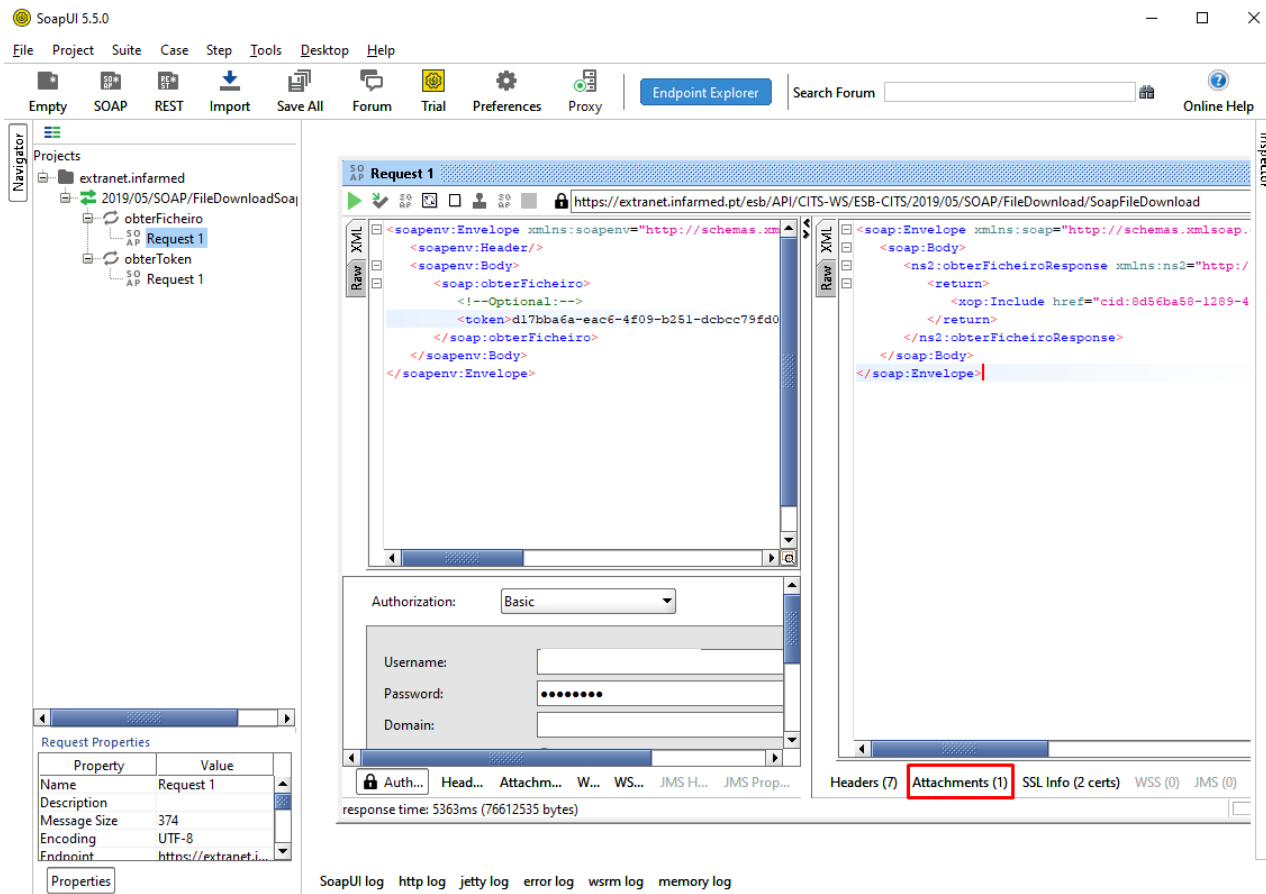 SoapUI 5.5.0
File Project Suite Case Step Tools Desktop Help
Empty SOAP REST Import Save All Forum Trial Preferences Proxy Endpoint Explorer Search Forum Online Help
Navigator
Projects
extranet.infarmed
2019/05/SOAP/FileDownloadSoap
obterFicheiro
SOAP Request 1
obterToken
SOAP Request 1
Inspector
SOAP Request 1
https://extranet.infarmed.pt/esb/API/CITS-WS/ESB-CITS/2019/05/SOAP/FileDownload/SoapFileDownload
XML
Raw
<soapenv:Envelope xmlns:soapenv="http://schemas.xm
<soapenv:Header/>
<soapenv:Body>
<soap:obterFicheiro>
<!--Optional:-->
<token>d17bba6a-eac6-4f09-b251-dcbcc79fd0
</soap:obterFicheiro>
</soapenv:Body>
</soapenv:Envelope>
XML
Raw
<soap:Envelope xmlns:soap="http://schemas.xmlsoap.
<soap:Body>
<ns2:obterFicheiroResponse xmlns:ns2="http:/
<return>
<xop:Include href="cid:8d56ba58-1289-4
</return>
</ns2:obterFicheiroResponse>
</soap:Body>
</soap:Envelope>
Authorization: Basic
Username:
Password: ●●●●●●●●
Domain:
Auth... Head... Attachm... W... WS... JMS H... JMS Prop...
Headers (7) Attachments (1) SSL Info (2 certs) WSS (0) JMS (0)
response time: 5363ms (76612535 bytes)
Request Properties
Property Value
Name Request 1
Description
Message Size 374
Encoding UTF-8
Endpoint https://extranet.i...
Properties
SoapUI log http log jetty log error log wsrm log memory log